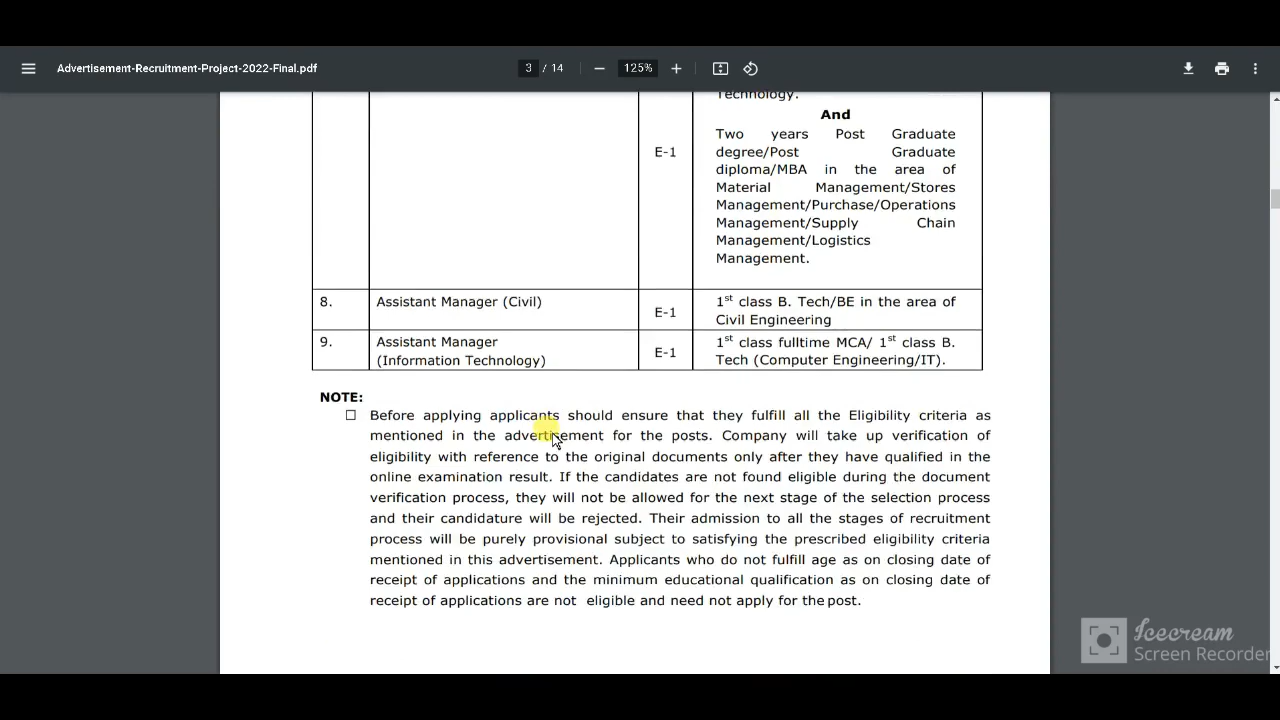 Advertisement-Recruitment-Project-2022-Final.pdf
3 / 14
125%
Technology.
And
E-1
Two years Post Graduate
degree/Post Graduate
diploma/MBA in the area of
Material Management/Stores
Management/Purchase/Operations
Management/Supply Chain
Management/Logistics
Management.
8. Assistant Manager (Civil) E-1 1st class B. Tech/BE in the area of
Civil Engineering
9. Assistant Manager
(Information Technology) E-1 1st class fulltime MCA/ 1st class B.
Tech (Computer Engineering/IT).
NOTE:
Before applying applicants should ensure that they fulfill all the Eligibility criteria as
mentioned in the advertisement for the posts. Company will take up verification of
eligibility with reference to the original documents only after they have qualified in the
online examination result. If the candidates are not found eligible during the document
verification process, they will not be allowed for the next stage of the selection process
and their candidature will be rejected. Their admission to all the stages of recruitment
process will be purely provisional subject to satisfying the prescribed eligibility criteria
mentioned in this advertisement. Applicants who do not fulfill age as on closing date of
receipt of applications and the minimum educational qualification as on closing date of
receipt of applications are not eligible and need not apply for the post.
Icecream
Screen Recorder